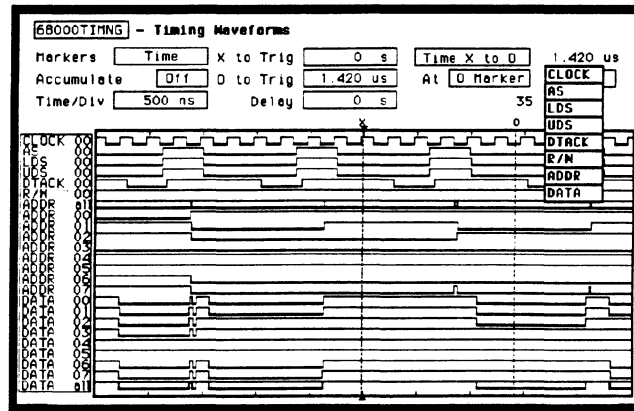 68000TIMNG - Timing Waveforms
Markers Time X to Trig 0 s Time X to O 1.420 us
Accumulate Off O to Trig 1.420 us At O Marker
Time/Div 500 ns Delay 0 s 35
CLOCK
AS
LDS
UDS
DTACK
R/W
ADDR
DATA
X O
CLOCK 00
AS 00
LDS 00
UDS 00
DTACK 00
R/W 00
ADDR all
ADDR 00
ADDR 01
ADDR 02
ADDR 03
ADDR 04
ADDR 05
ADDR 06
ADDR 07
DATA 00
DATA 01
DATA 02
DATA 03
DATA 04
DATA 05
DATA 06
DATA 07
DATA all